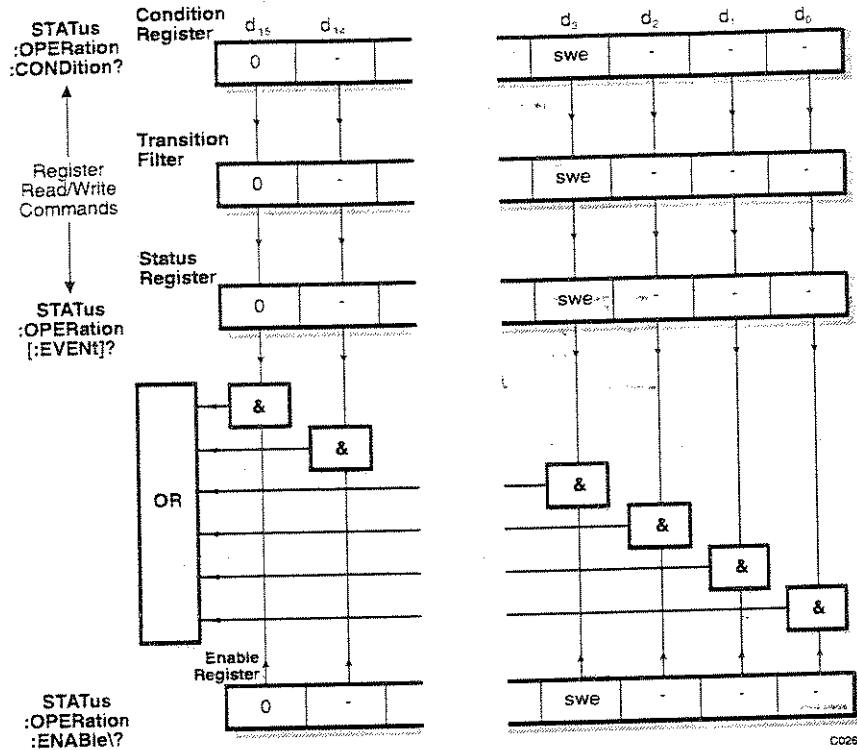 STATus
:OPERation
:CONDition?
Condition
Register
d15 d14 d3 d2 d1 d0
0 - swe - - -
Register
Read/Write
Commands
Transition
Filter
0 - swe - - -
Status
Register
0 - swe - - -
STATus
:OPERation
[:EVENt]?
&
&
OR
&
&
&
&
Enable
Register
0 - swe - - -
STATus
:OPERation
:ENABle\?
C026